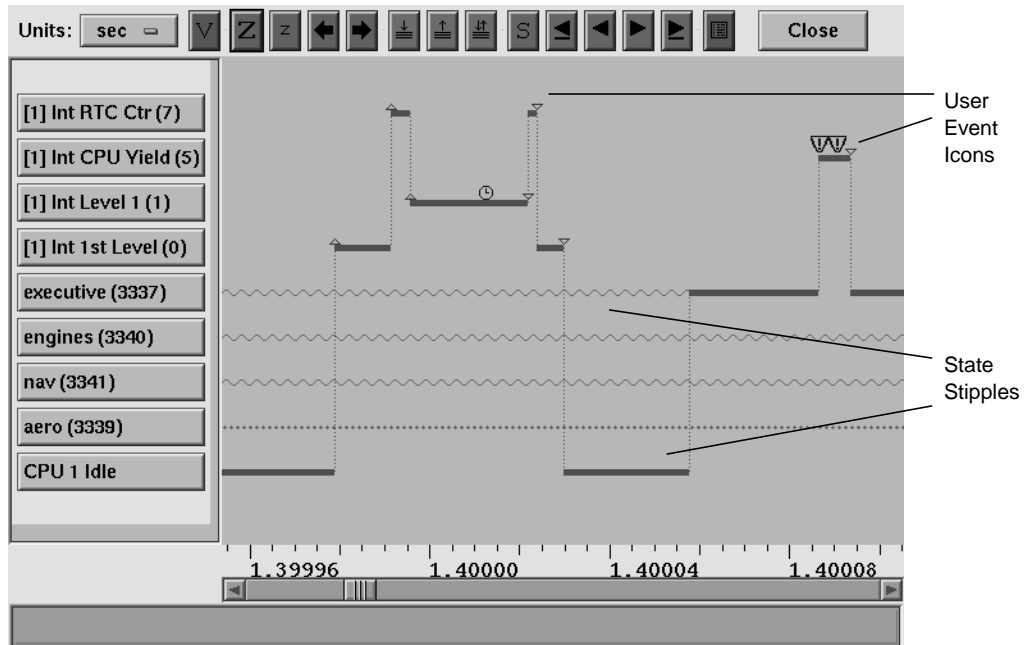 Units: sec V Z z S Close
[1] Int RTC Ctr (7)
[1] Int CPU Yield (5)
[1] Int Level 1 (1)
[1] Int 1st Level (0)
executive (3337)
engines (3340)
nav (3341)
aero (3339)
CPU 1 Idle
User
Event
Icons
State
Stipples
1.39996 1.40000 1.40004 1.40008